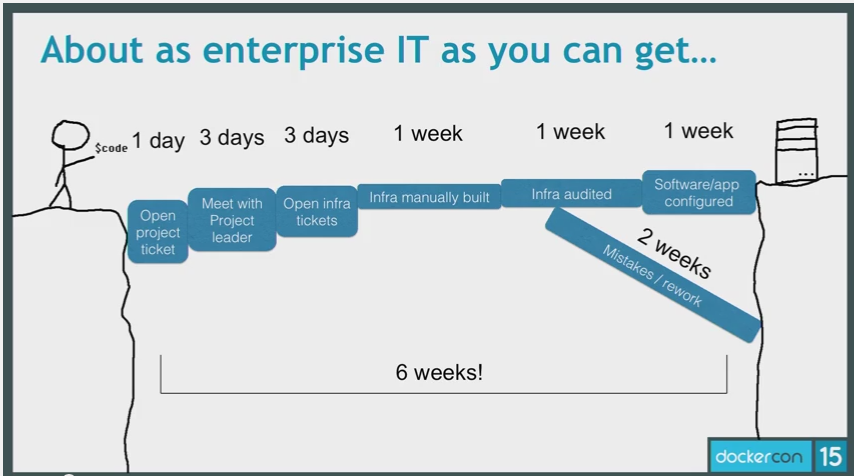 About as enterprise IT as you can get...
$code
1 day
3 days
3 days
1 week
1 week
1 week
Open
project
ticket
Meet with
Project
leader
Open infra
tickets
Infra manually built
Infra audited
Software/app
configured
2 weeks
Mistakes / rework
6 weeks!
dockercon 15